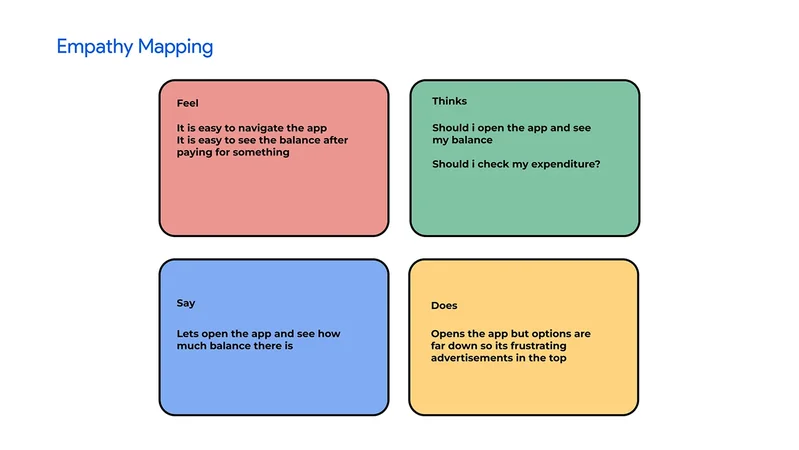 Empathy Mapping
Feel
It is easy to navigate the app
It is easy to see the balance after
paying for something
Thinks
Should i open the app and see
my balance
Should i check my expenditure?
Say
Lets open the app and see how
much balance there is
Does
Opens the app but options are
far down so its frustrating
advertisements in the top